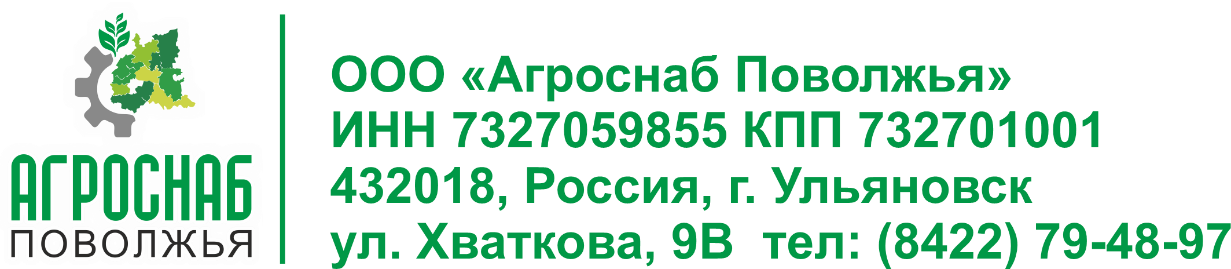 АГРОСНАБ
ПОВОЛЖЬЯ
ООО «Агроснаб Поволжья»
ИНН 7327059855 КПП 732701001
432018, Россия, г. Ульяновск
ул. Хваткова, 9В тел: (8422) 79-48-97